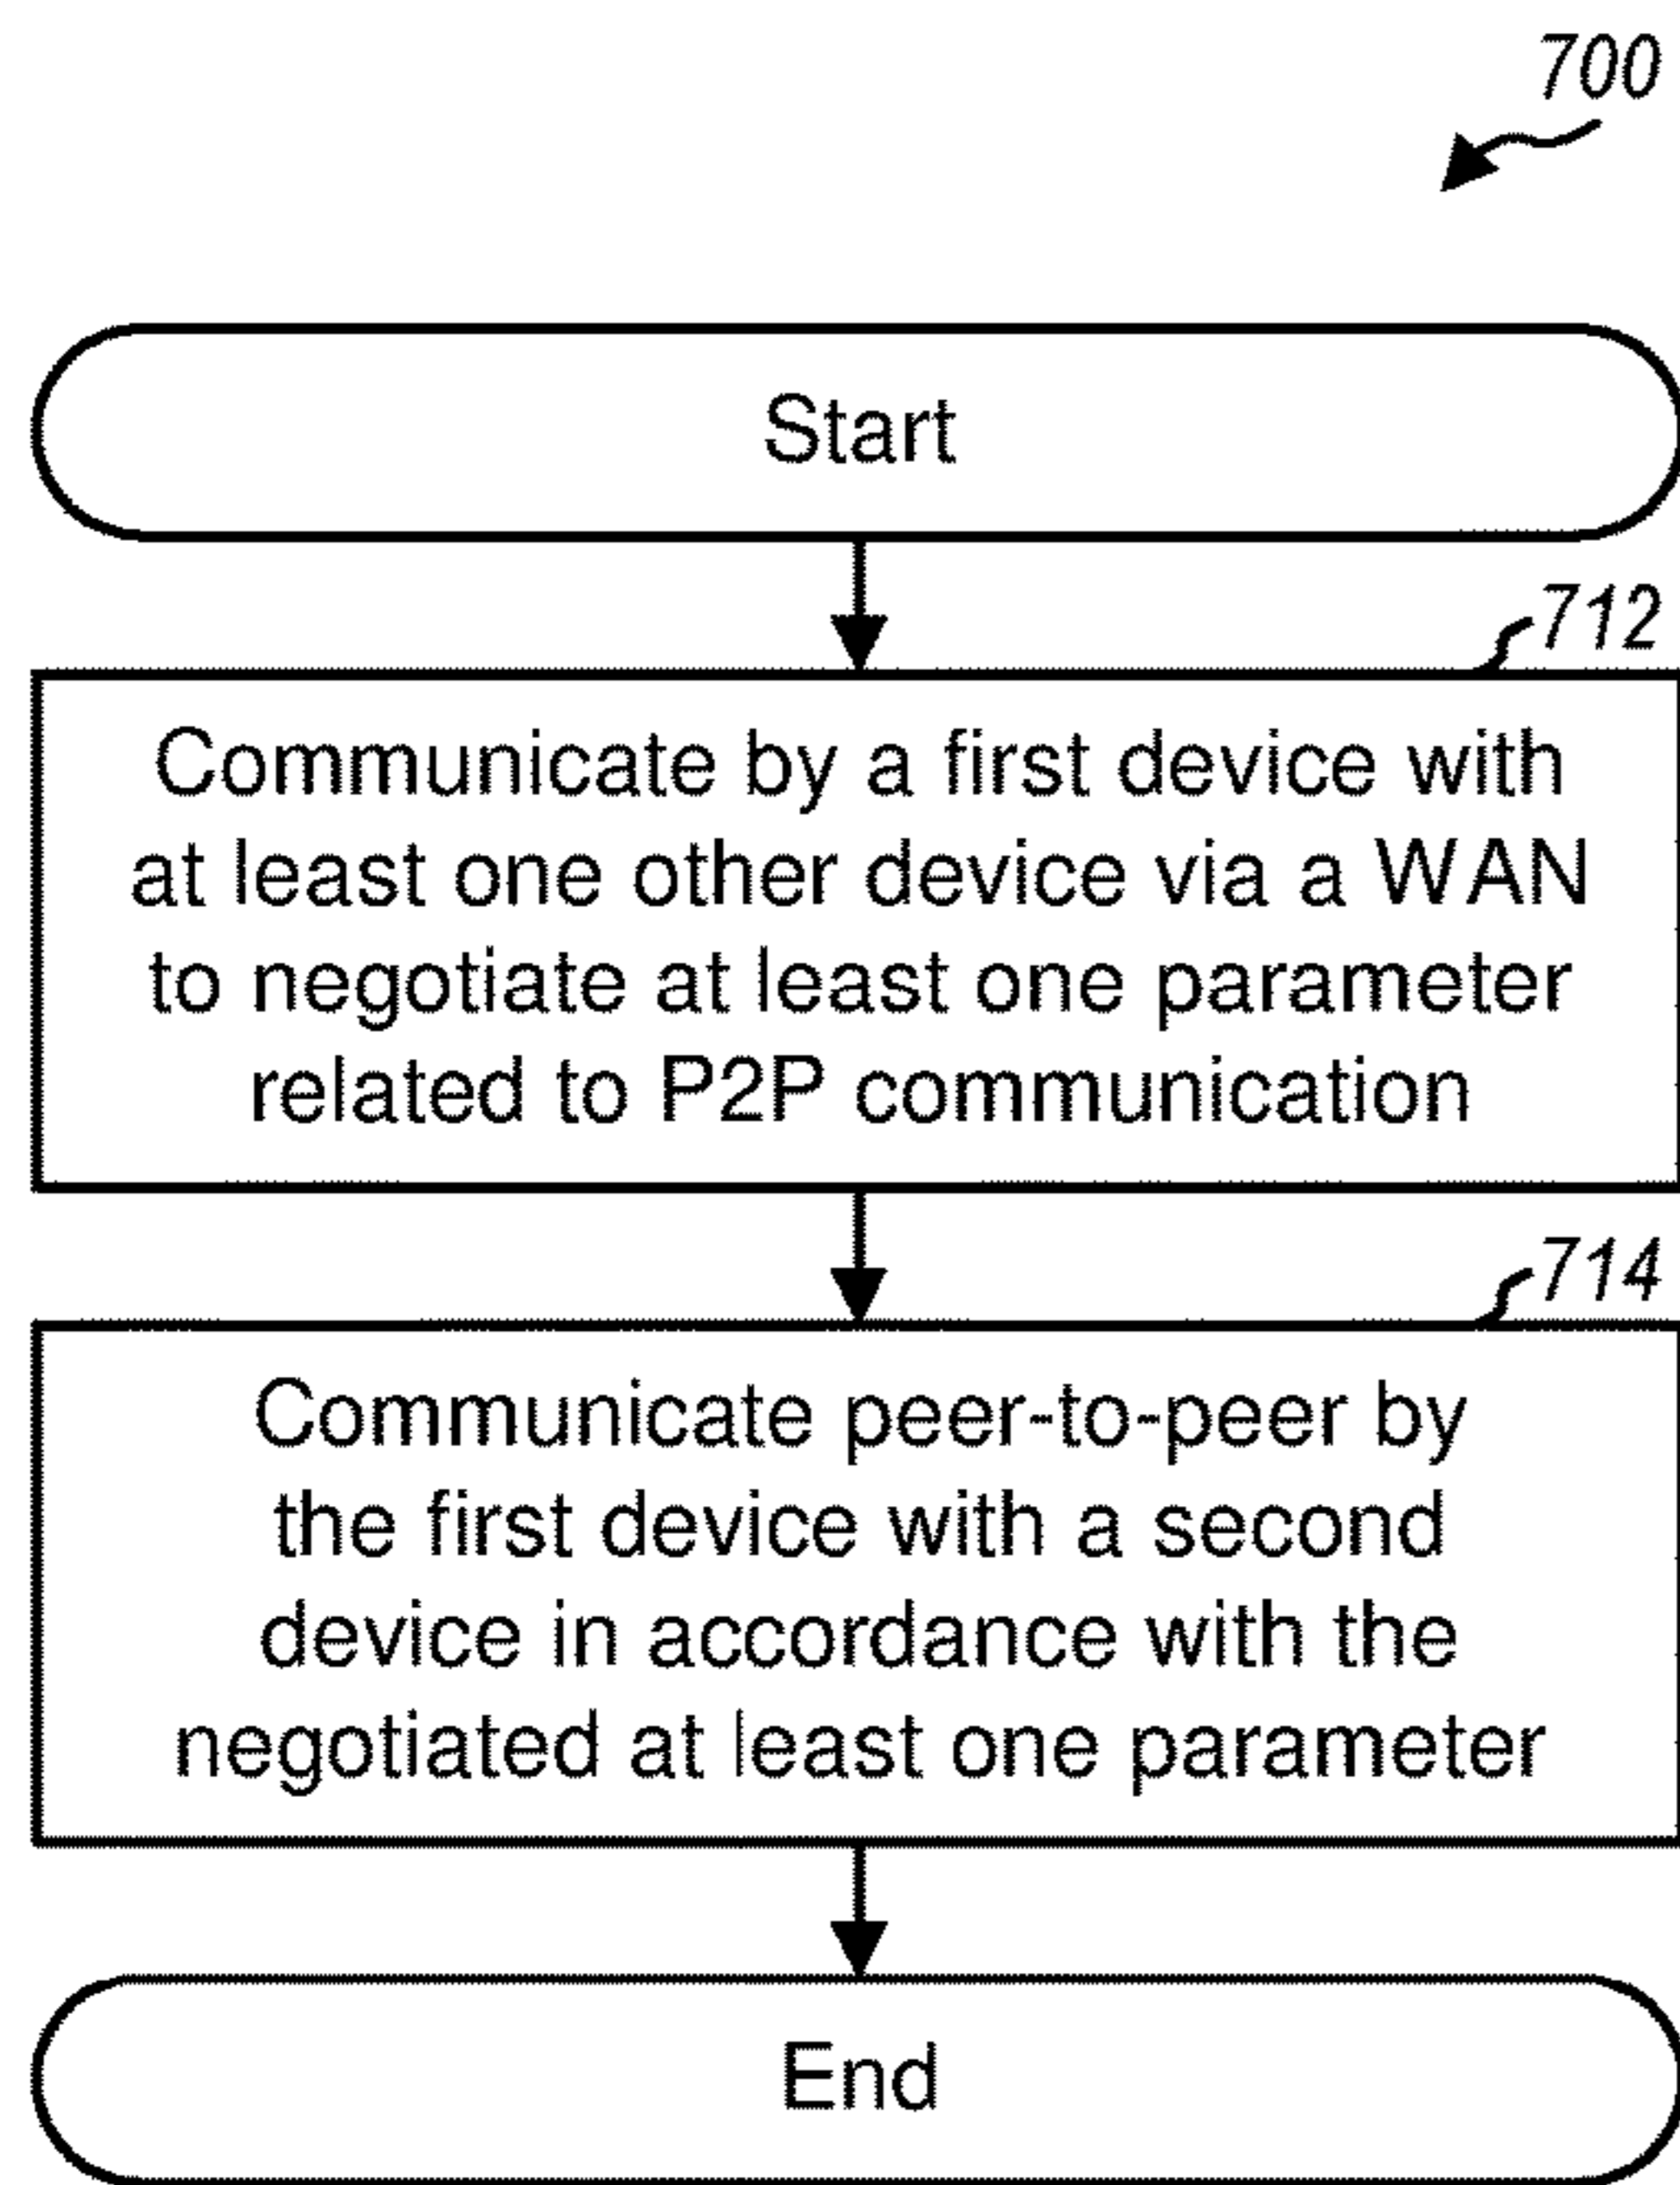 700
Start
712
Communicate by a first device with
at least one other device via a WAN
to negotiate at least one parameter
related to P2P communication
714
Communicate peer-to-peer by
the first device with a second
device in accordance with the
negotiated at least one parameter
End